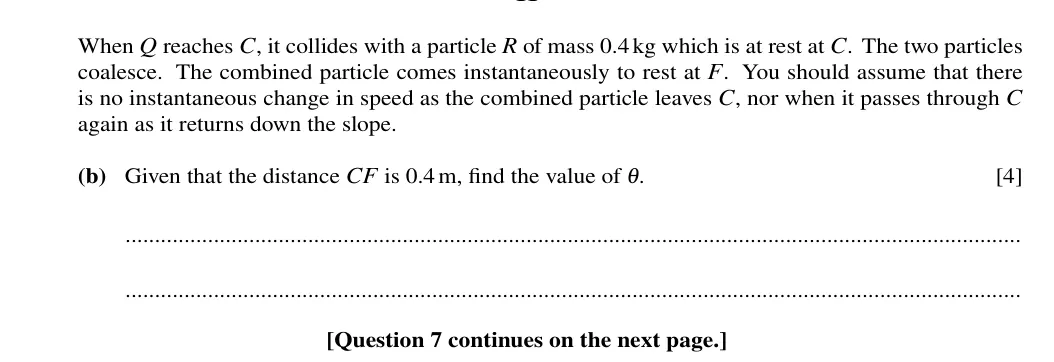 When Q reaches C, it collides with a particle R of mass 0.4 kg which is at rest at C. The two particles
coalesce. The combined particle comes instantaneously to rest at F. You should assume that there
is no instantaneous change in speed as the combined particle leaves C, nor when it passes through C
again as it returns down the slope.
(b) Given that the distance CF is 0.4 m, find the value of θ. [4]
[Question 7 continues on the next page.]